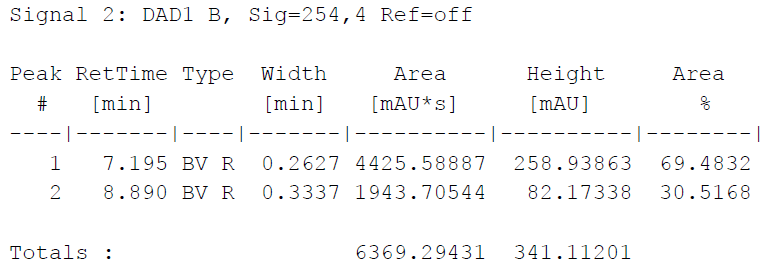 Signal 2: DAD1 B, Sig=254,4 Ref=off
Peak RetTime Type  Width     Area      Height     Area
  #   [min]        [min]   [mAU*s]     [mAU]        %
----|-------|----|-------|----------|----------|--------|
   1   7.195 BV R  0.2627 4425.58887  258.93863  69.4832
   2   8.890 BV R  0.3337 1943.70544   82.17338  30.5168
Totals :                  6369.29431  341.11201